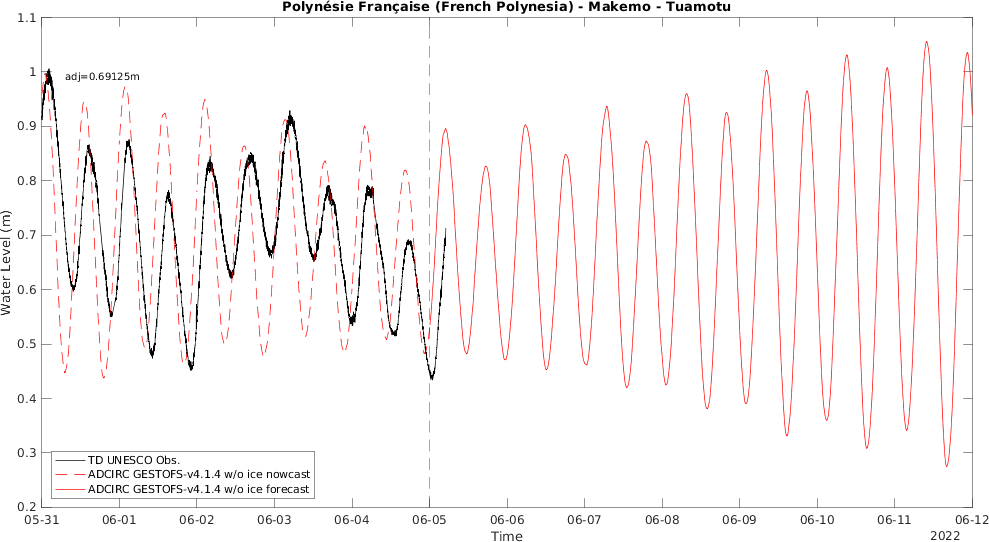 Polynésie Française (French Polynesia) - Makemo - Tuamotu
1.1
1
0.9
0.8
0.7
0.6
0.5
0.4
0.3
0.2
Water Level (m)
adj=0.69125m
TD UNESCO Obs.
ADCIRC GESTOFS-v4.1.4 w/o ice nowcast
ADCIRC GESTOFS-v4.1.4 w/o ice forecast
05-31 06-01 06-02 06-03 06-04 06-05 06-06 06-07 06-08 06-09 06-10 06-11 06-12
Time
2022